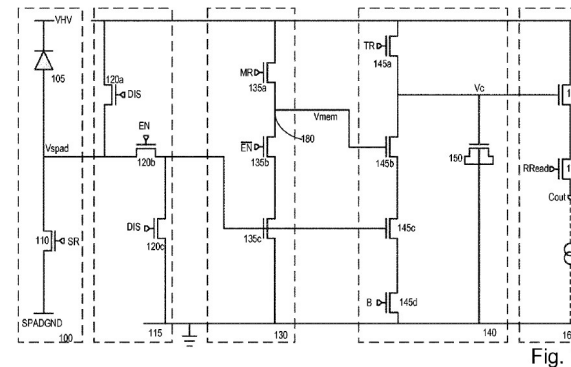 VHV
105
120a
DIS
MR
135a
TR
145a
Vc
EN
Vspad
120b
Vmem
180
EN
135b
145b
150
RRead
Cout
110
SR
DIS
120c
135c
145c
B
145d
SPADGND
100
115
130
140
Fig.